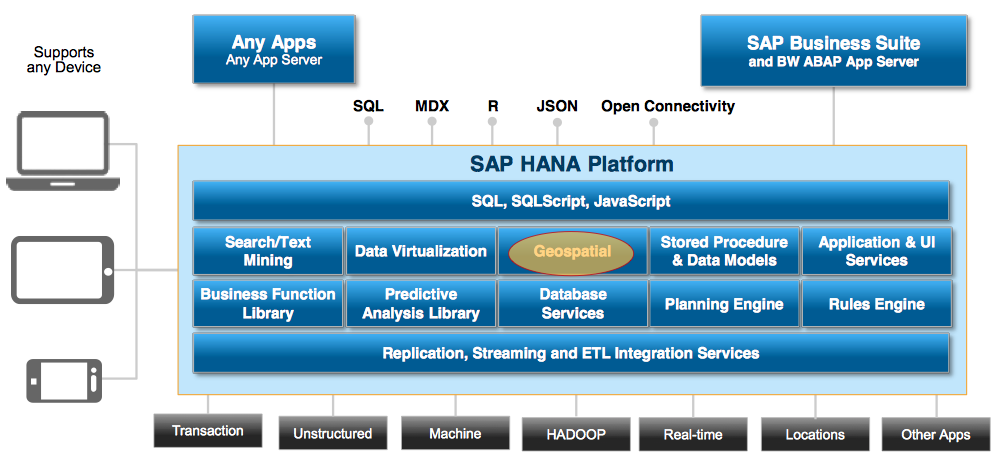 Supports
any Device
Any Apps
Any App Server
SAP Business Suite
and BW ABAP App Server
SQL
MDX
R
JSON
Open Connectivity
SAP HANA Platform
SQL, SQLScript, JavaScript
Search/Text
Mining
Data Virtualization
Geospatial
Stored Procedure
& Data Models
Application & UI
Services
Business Function
Library
Predictive
Analysis Library
Database
Services
Planning Engine
Rules Engine
Replication, Streaming and ETL Integration Services
Transaction
Unstructured
Machine
HADOOP
Real-time
Locations
Other Apps